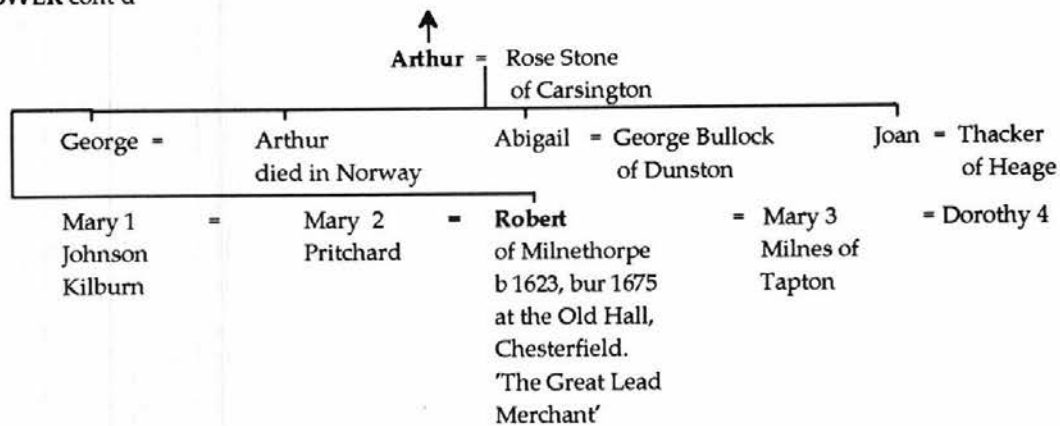 cont'd
Arthur = Rose Stone
of Carsington
George = Arthur Abigail = George Bullock Joan = Thacker
died in Norway of Dunston of Heage
Mary 1 = Mary 2 = Robert = Mary 3 = Dorothy 4
Johnson Pritchard of Milnethorpe Milnes of
Kilburn b 1623, bur 1675 Tapton
at the Old Hall,
Chesterfield.
'The Great Lead
Merchant'